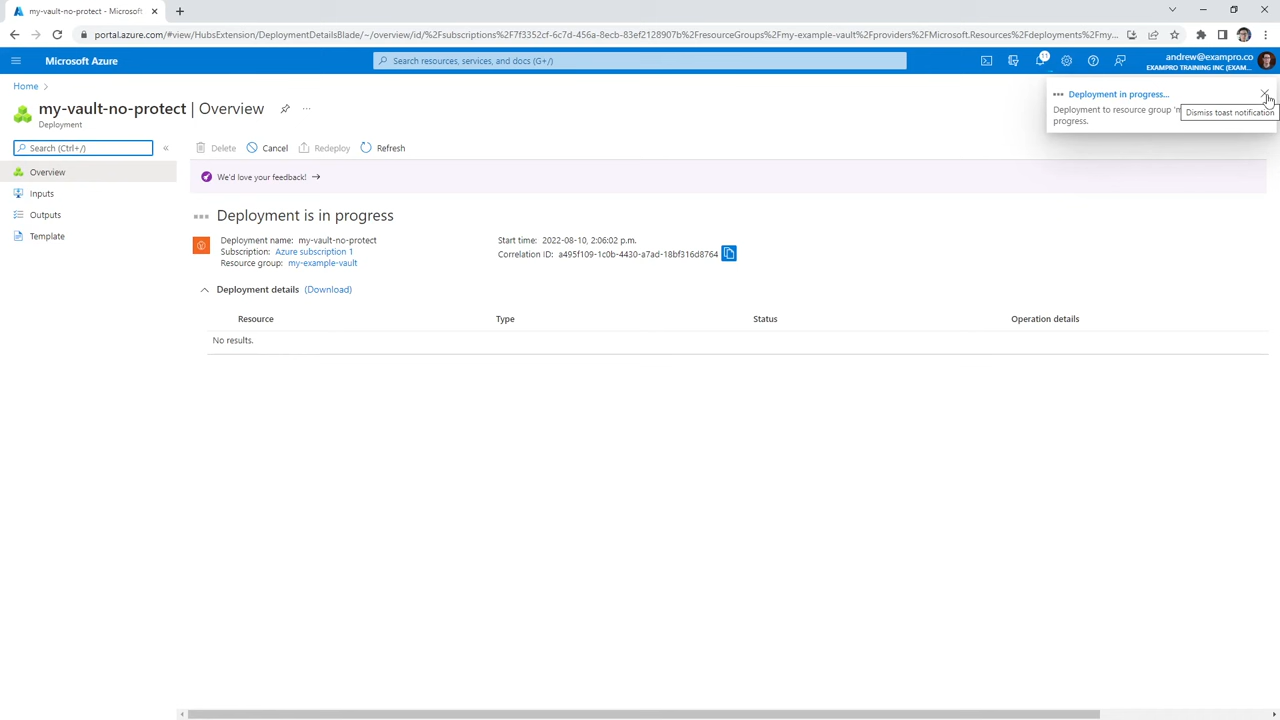 my-vault-no-protect - Microsoft
portal.azure.com/#view/HubsExtension/DeploymentDetailsBlade/~/overview/id/%2Fsubscriptions%2F7f3352cf-6c7d-456a-8ecb-83ef2128907b%2FresourceGroups%2Fmy-example-vault%2Fproviders%2FMicrosoft.Resources%2Fdeployments%2Fmy...
Microsoft Azure
Search resources, services, and docs (G+/)
11
andrew@exampro.co
EXAMPRO TRAINING INC (EXAM...
Home
Deployment in progress...
Deployment to resource group
progress.
Dismiss toast notification
my-vault-no-protect | Overview
Deployment
Search (Ctrl+/)
Delete
Cancel
Redeploy
Refresh
Overview
Inputs
Outputs
Template
We'd love your feedback! →
Deployment is in progress
Deployment name: my-vault-no-protect
Subscription: Azure subscription 1
Resource group: my-example-vault
Start time: 2022-08-10, 2:06:02 p.m.
Correlation ID: a495f109-1c0b-4430-a7ad-18bf316d8764
Deployment details (Download)
Resource Type Status Operation details
No results.